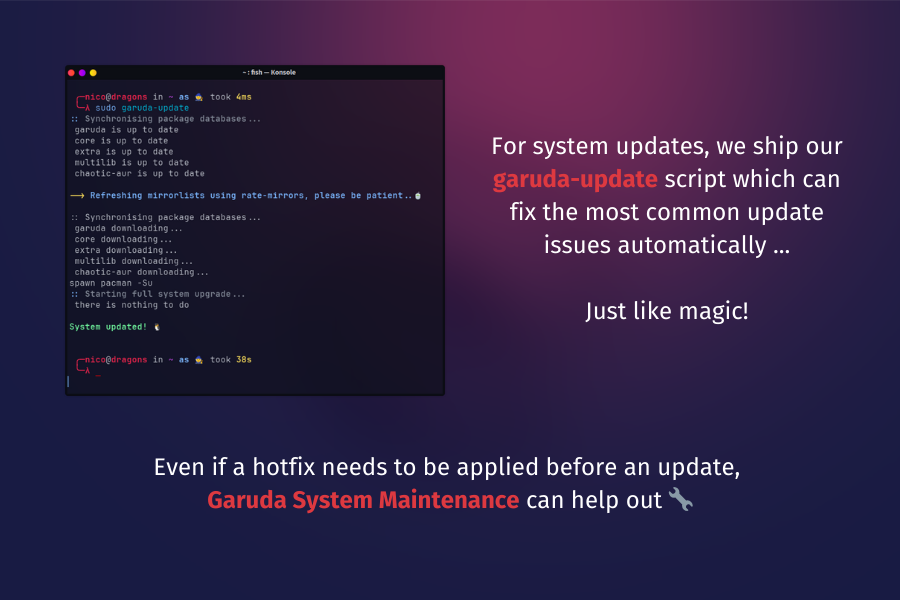 ~ : fish — Konsole
╭─nico@dragons in ~ as 🧙 took 4ms
╰─λ sudo garuda-update
:: Synchronising package databases...
garuda is up to date
core is up to date
extra is up to date
multilib is up to date
chaotic-aur is up to date
⟶ Refreshing mirrorlists using rate-mirrors, please be patient..🍵
:: Synchronising package databases...
garuda downloading...
core downloading...
extra downloading...
multilib downloading...
chaotic-aur downloading...
spawn pacman -Su
:: Starting full system upgrade...
there is nothing to do
System updated! 🐧
╭─nico@dragons in ~ as 🧙 took 38s
╰─λ _
For system updates, we ship our
garuda-update script which can
fix the most common update
issues automatically ...
Just like magic!
Even if a hotfix needs to be applied before an update,
Garuda System Maintenance can help out 🔧